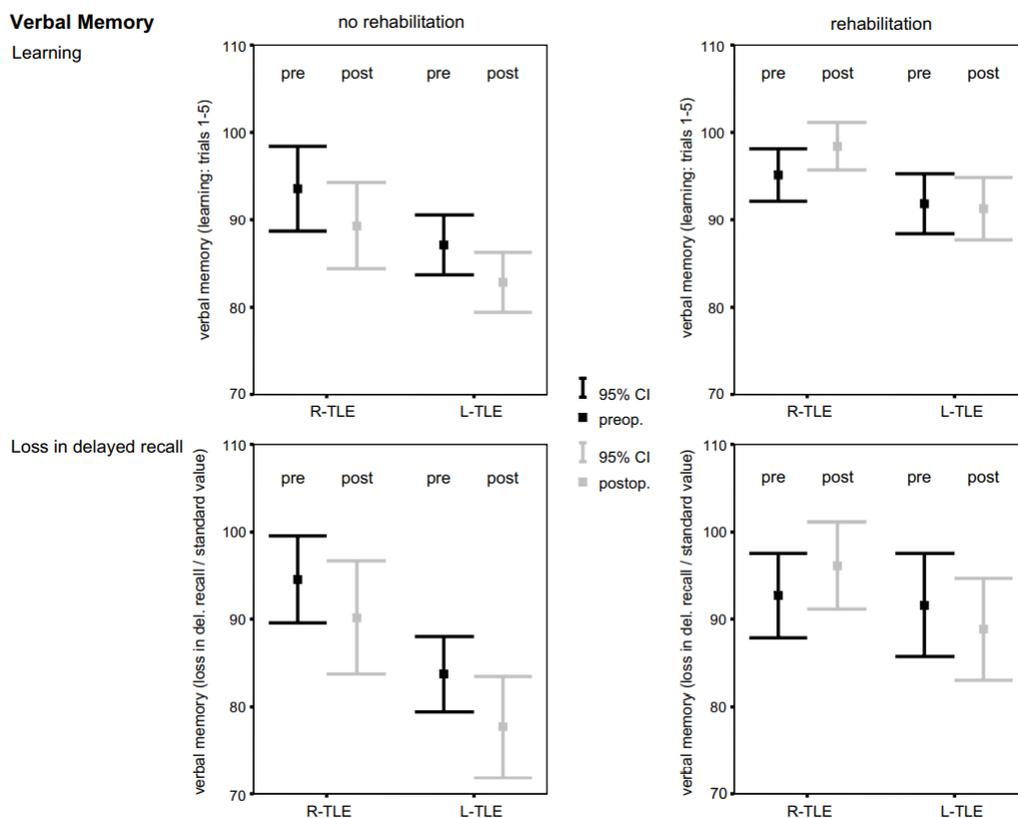 Verbal Memory
no rehabilitation
rehabilitation
Learning
110
pre post pre post
100
90
80
70
verbal memory (learning: trials 1-5)
R-TLE L-TLE
110
pre post pre post
100
90
80
70
verbal memory (learning: trials 1-5)
R-TLE L-TLE
95% CI
preop.
95% CI
postop.
Loss in delayed recall
110
pre post pre post
100
90
80
70
verbal memory (loss in del. recall / standard value)
R-TLE L-TLE
110
pre post pre post
100
90
80
70
verbal memory (loss in del. recall / standard value)
R-TLE L-TLE